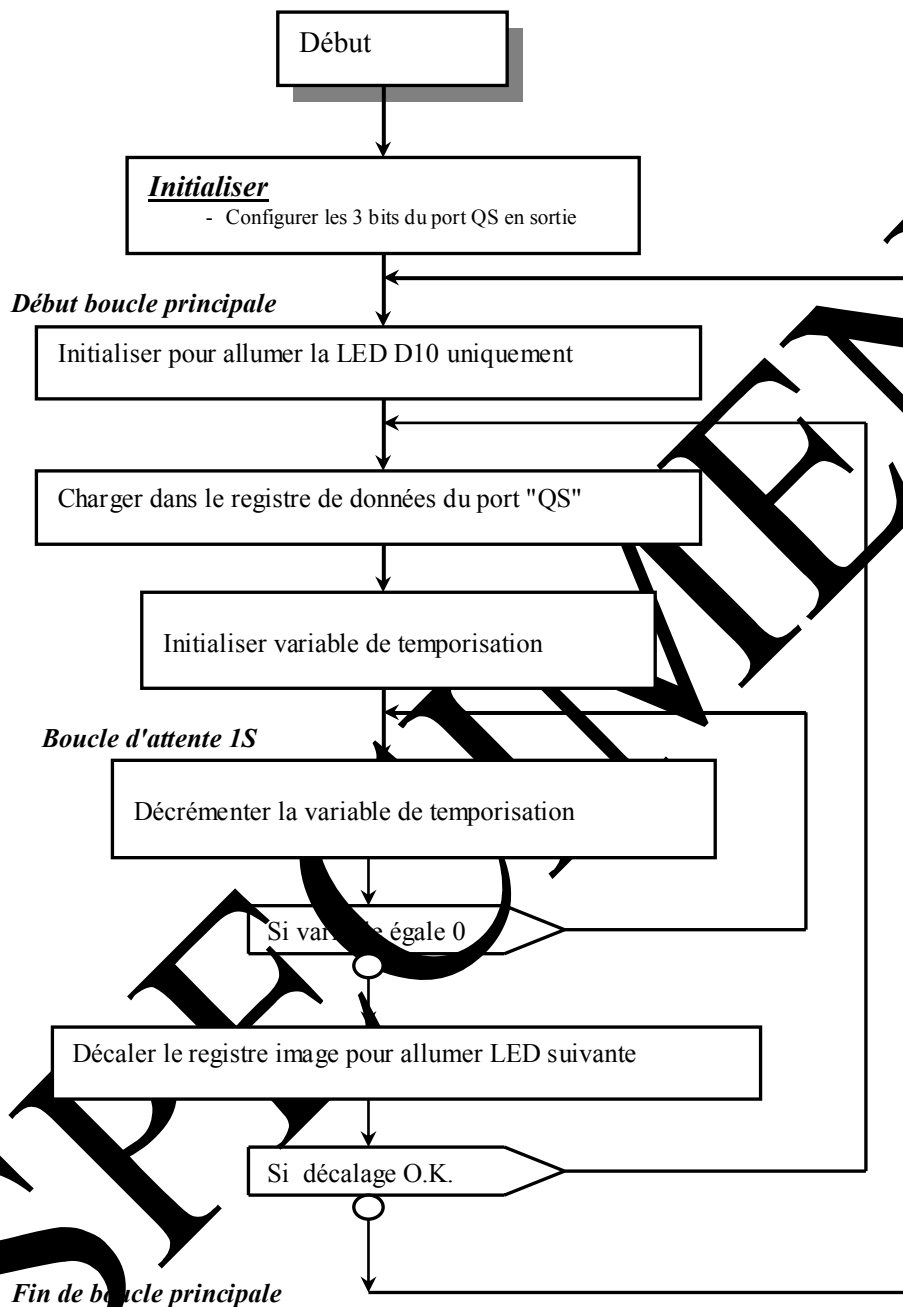 Début
Initialiser
- Configurer les 3 bits du port QS en sortie
Début boucle principale
Initialiser pour allumer la LED D10 uniquement
Charger dans le registre de données du port "QS"
Initialiser variable de temporisation
Boucle d'attente 1S
Décrémenter la variable de temporisation
Si variable égale 0
Décaler le registre image pour allumer LED suivante
Si décalage O.K.
Fin de boucle principale